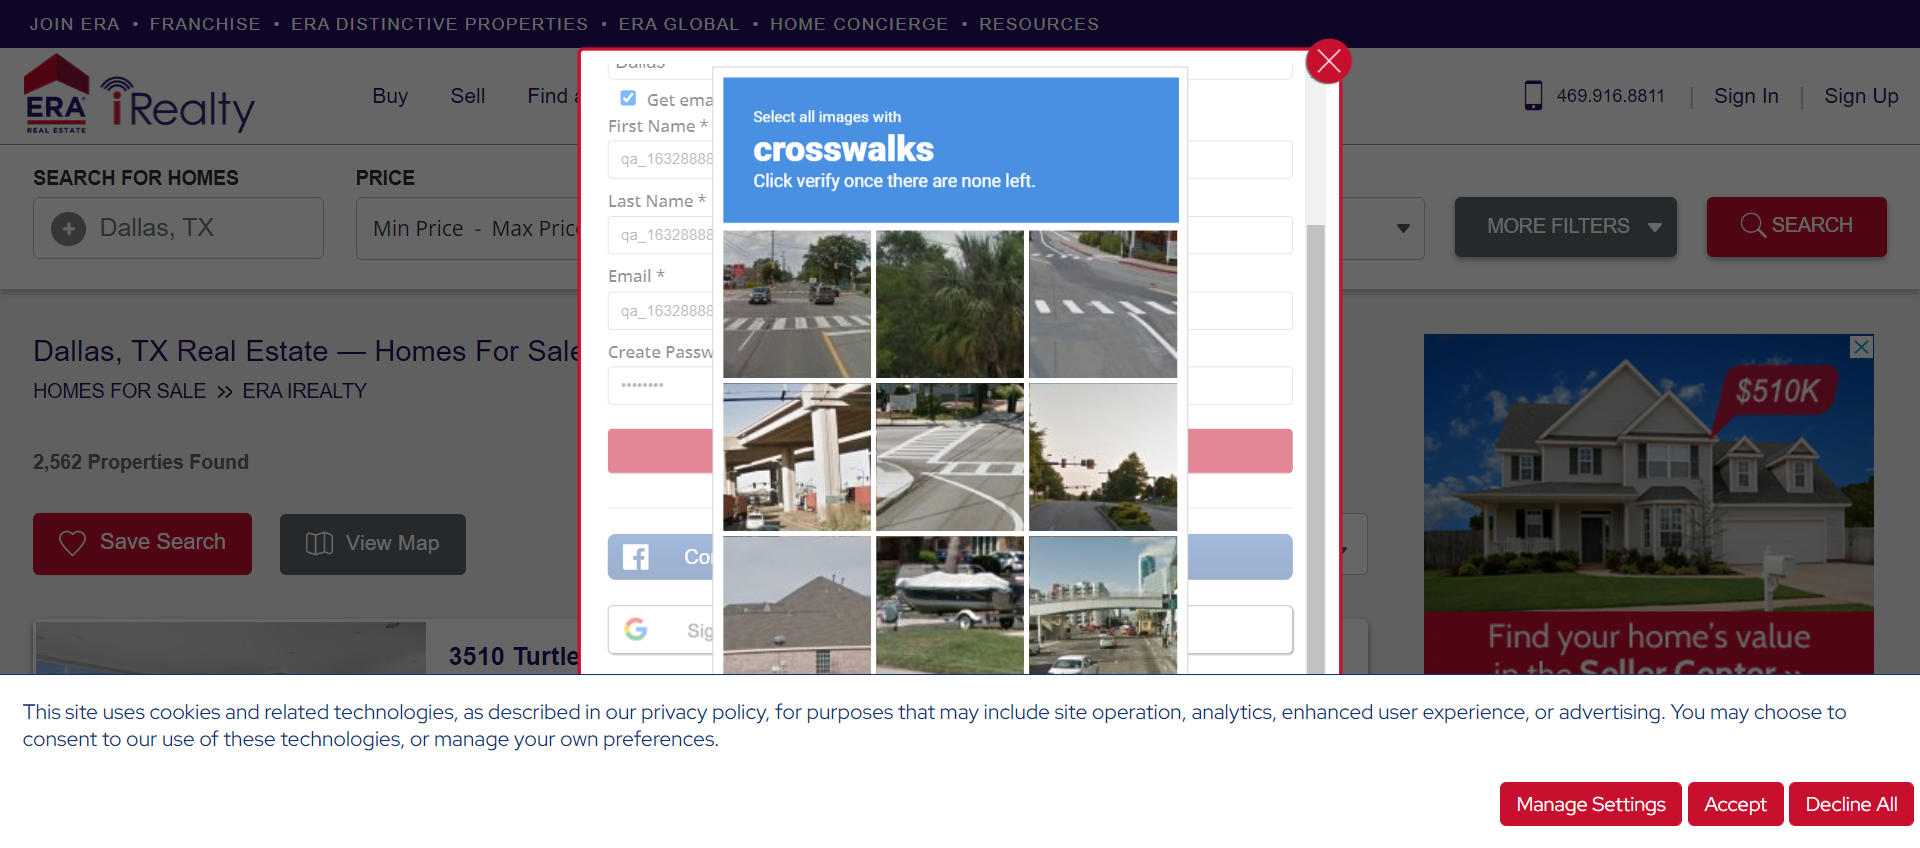 JOIN ERA • FRANCHISE • ERA DISTINCTIVE PROPERTIES • ERA GLOBAL • HOME CONCIERGE • RESOURCES
ERA
REAL ESTATE
iRealty
Buy Sell Find
469.916.8811 | Sign In | Sign Up
SEARCH FOR HOMES
Dallas, TX
PRICE
Min Price - Max Price
MORE FILTERS
SEARCH
Dallas, TX Real Estate — Homes For Sale
HOMES FOR SALE » ERA IREALTY
2,562 Properties Found
Save Search
View Map
3510 Turtle
Dallas
Get ema
First Name *
qa_16328888
Last Name *
qa_16328888
Email *
qa_16328888
Create Passw
••••••••
Co
Sig
Select all images with
crosswalks
Click verify once there are none left.
$510K
Find your home's value
in the Seller Center »
This site uses cookies and related technologies, as described in our privacy policy, for purposes that may include site operation, analytics, enhanced user experience, or advertising. You may choose to
consent to our use of these technologies, or manage your own preferences.
Manage Settings
Accept
Decline All